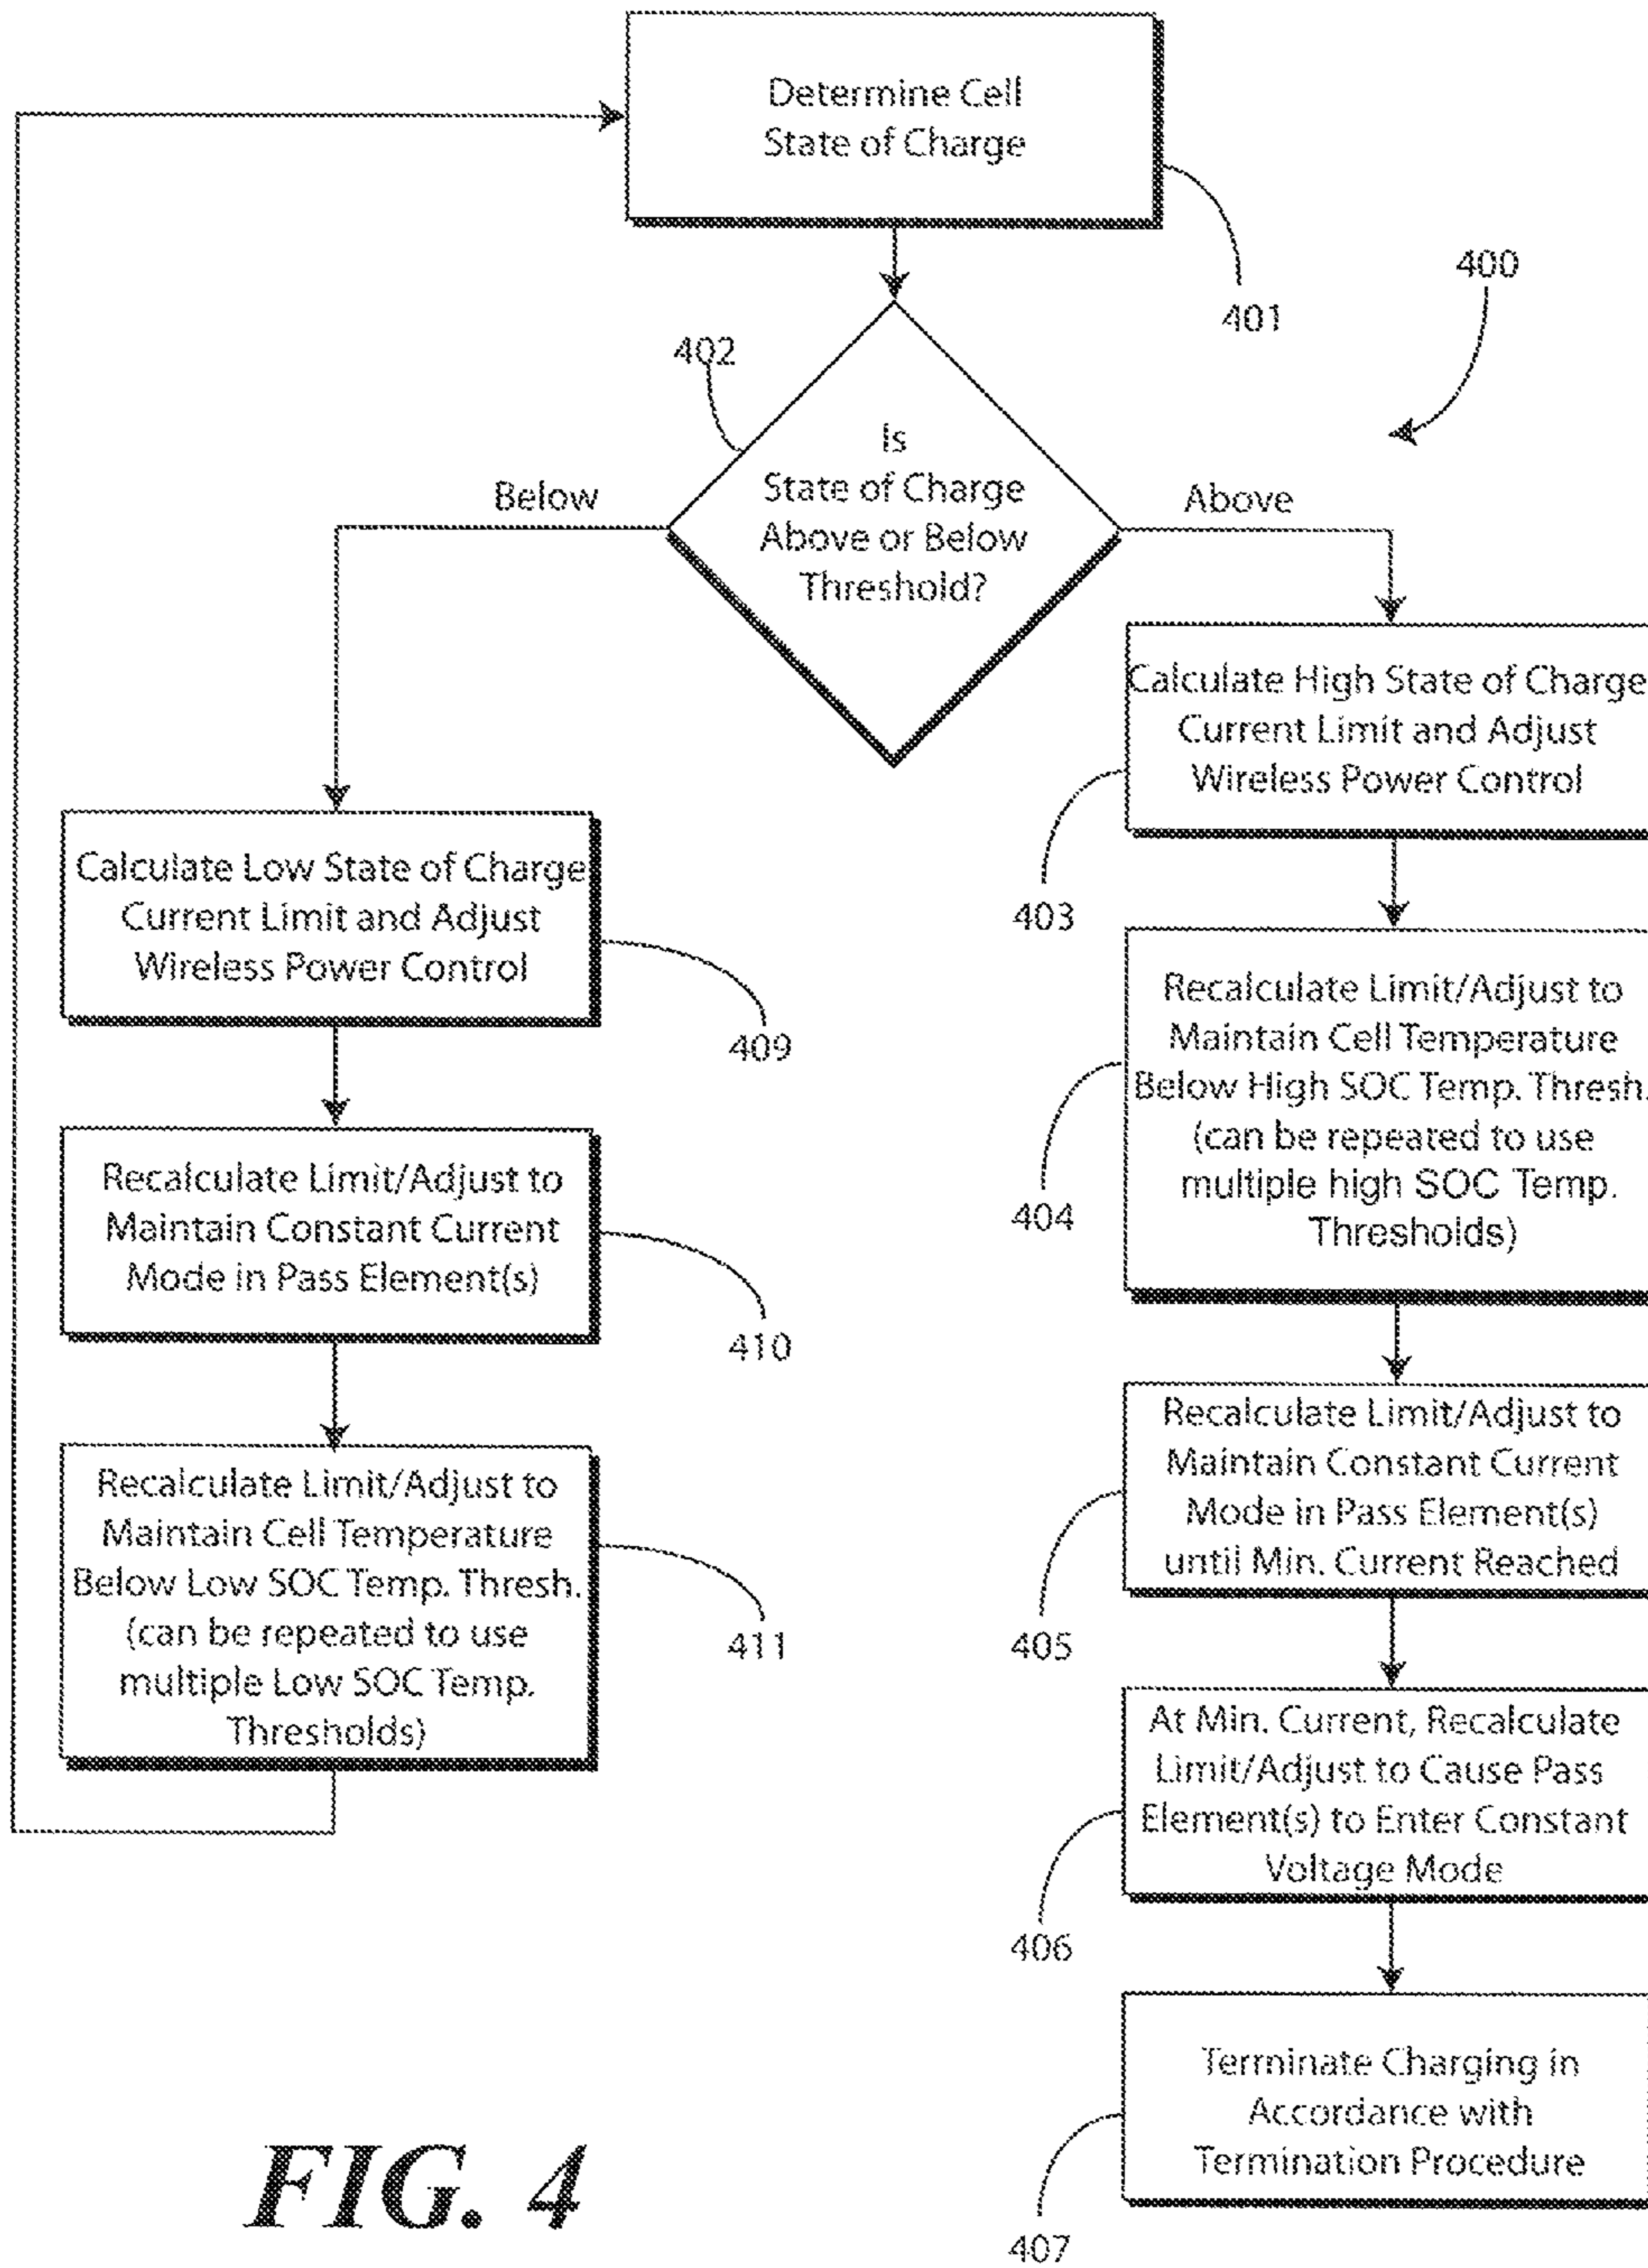 Determine Cell
State of Charge
401
400
402
Is
State of Charge
Above or Below
Threshold?
Below
Above
Calculate High State of Charge
Current Limit and Adjust
Wireless Power Control
403
Calculate Low State of Charge
Current Limit and Adjust
Wireless Power Control
409
Recalculate Limit/Adjust to
Maintain Cell Temperature
Below High SOC Temp. Thresh.
(can be repeated to use
multiple high SOC Temp.
Thresholds)
404
Recalculate Limit/Adjust to
Maintain Constant Current
Mode in Pass Element(s)
410
Recalculate Limit/Adjust to
Maintain Constant Current
Mode in Pass Element(s)
until Min. Current Reached
405
Recalculate Limit/Adjust to
Maintain Cell Temperature
Below Low SOC Temp. Thresh.
(can be repeated to use
multiple Low SOC Temp.
Thresholds)
411
At Min. Current, Recalculate
Limit/Adjust to Cause Pass
Element(s) to Enter Constant
Voltage Mode
406
Terminate Charging in
Accordance with
Termination Procedure
407
FIG. 4